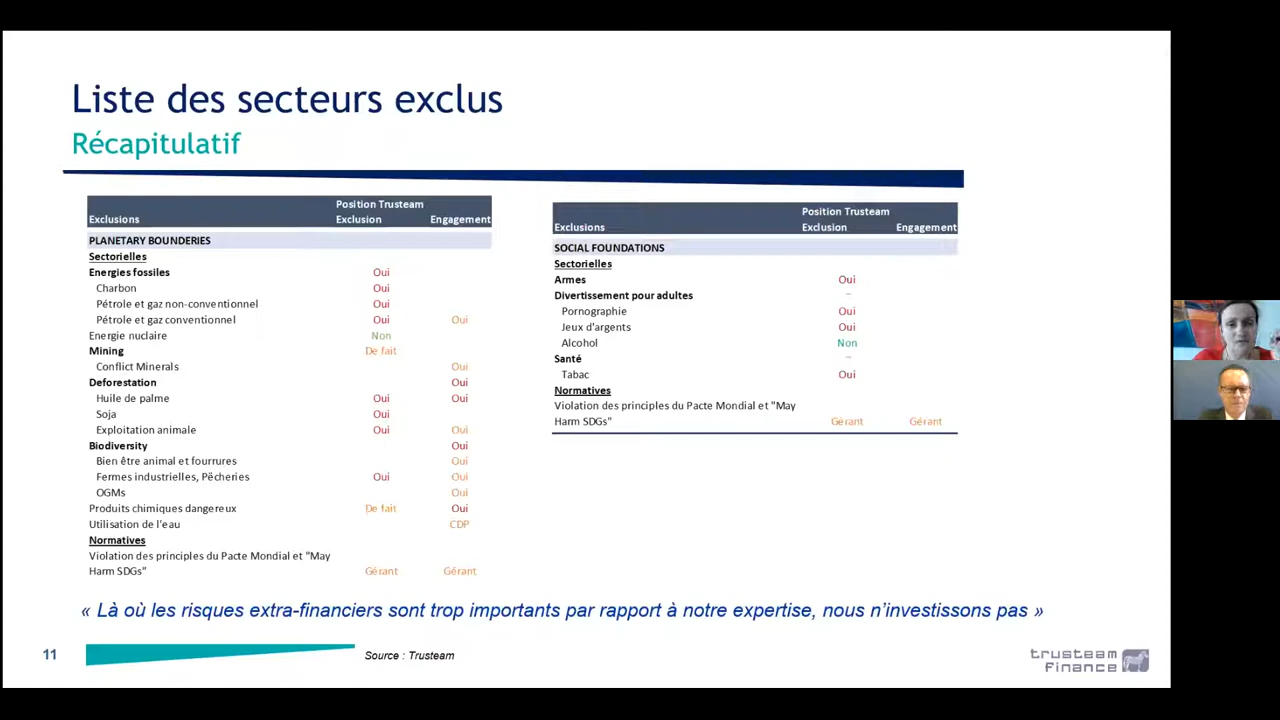 Liste des secteurs exclus
Récapitulatif
Position Trusteam
Exclusions Exclusion Engagement
PLANETARY BOUNDERIES
Sectorielles
Energies fossiles Oui
Charbon Oui
Pétrole et gaz non-conventionnel Oui
Pétrole et gaz conventionnel Oui Oui
Energie nuclaire Non
Mining De fait
Conflict Minerals Oui
Deforestation Oui
Huile de palme Oui Oui
Soja Oui
Exploitation animale Oui Oui
Biodiversity Oui
Bien être animal et fourrures Oui
Fermes industrielles, Pêcheries Oui Oui
OGMs Oui
Produits chimiques dangereux De fait Oui
Utilisation de l'eau CDP
Normatives
Violation des principles du Pacte Mondial et "May
Harm SDGs" Gérant Gérant
Position Trusteam
Exclusions Exclusion Engagement
SOCIAL FOUNDATIONS
Sectorielles
Armes Oui
Divertissement pour adultes –
Pornographie Oui
Jeux d'argents Oui
Alcohol Non
Santé –
Tabac Oui
Normatives
Violation des principles du Pacte Mondial et "May
Harm SDGs" Gérant Gérant
« Là où les risques extra-financiers sont trop importants par rapport à notre expertise, nous n'investissons pas »
11
Source : Trusteam
trusteam
finance